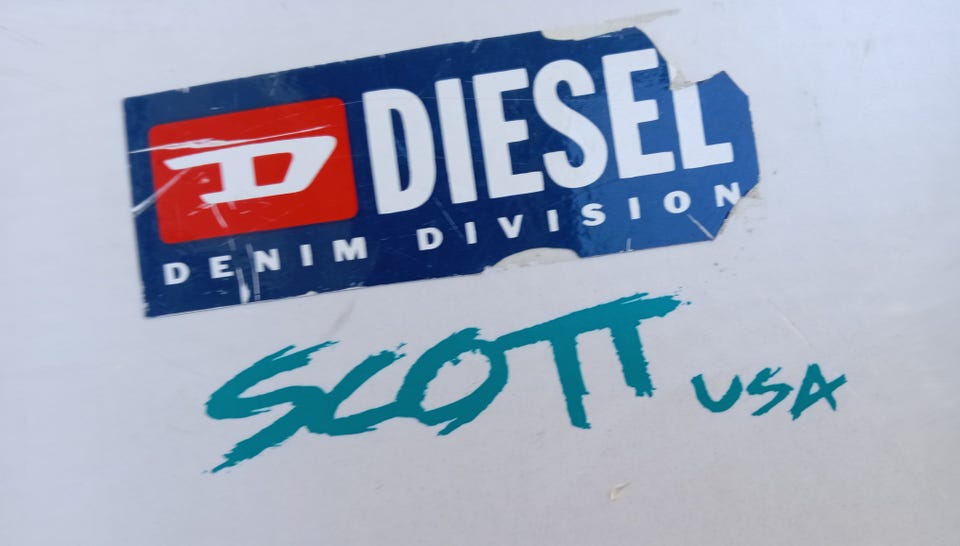 D DIESEL
DENIM DIVISION
SCOTT USA